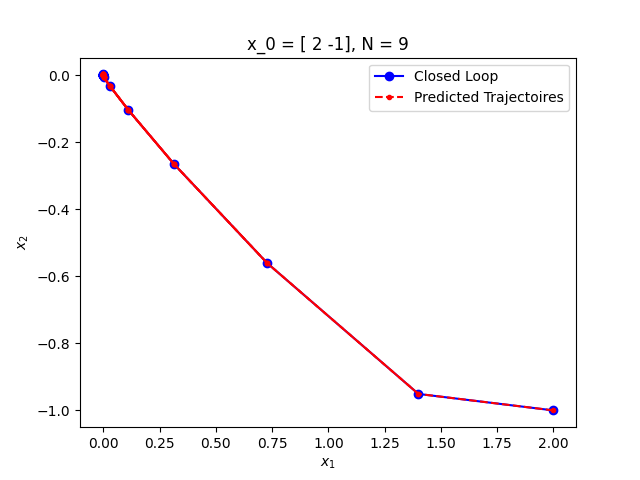 x_0 = [ 2 -1], N = 9
Closed Loop
Predicted Trajectoires
0.0
−0.2
−0.4
−0.6
−0.8
−1.0
x₂
0.00 0.25 0.50 0.75 1.00 1.25 1.50 1.75 2.00
x₁